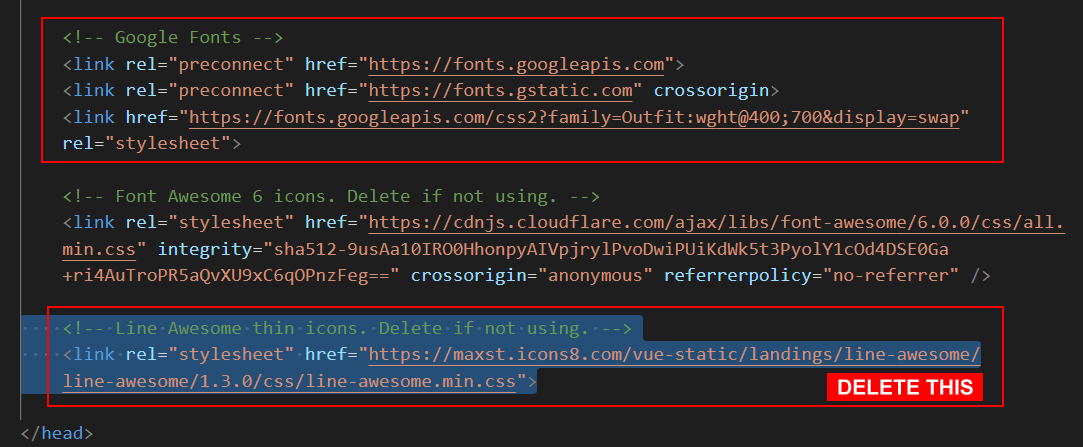 <!-- Google Fonts -->
<link rel="preconnect" href="https://fonts.googleapis.com">
<link rel="preconnect" href="https://fonts.gstatic.com" crossorigin>
<link href="https://fonts.googleapis.com/css2?family=Outfit:wght@400;700&display=swap"
rel="stylesheet">
<!-- Font Awesome 6 icons. Delete if not using. -->
<link rel="stylesheet" href="https://cdnjs.cloudflare.com/ajax/libs/font-awesome/6.0.0/css/all.
min.css" integrity="sha512-9usAa10IRO0HhonpyAIVpjrylPvoDwiPUiKdWk5t3PyolY1cOd4DSE0Ga
+ri4AuTroPR5aQvXU9xC6qOPnzFeg==" crossorigin="anonymous" referrerpolicy="no-referrer" />
<!-- Line Awesome thin icons. Delete if not using. -->
<link rel="stylesheet" href="https://maxst.icons8.com/vue-static/landings/line-awesome/
line-awesome/1.3.0/css/line-awesome.min.css">
DELETE THIS
</head>